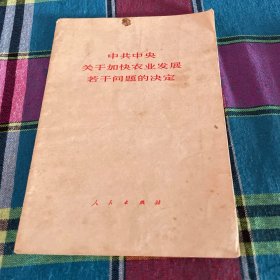 中共中央
关于加快农业发展
若干问题的决定
人民出版社